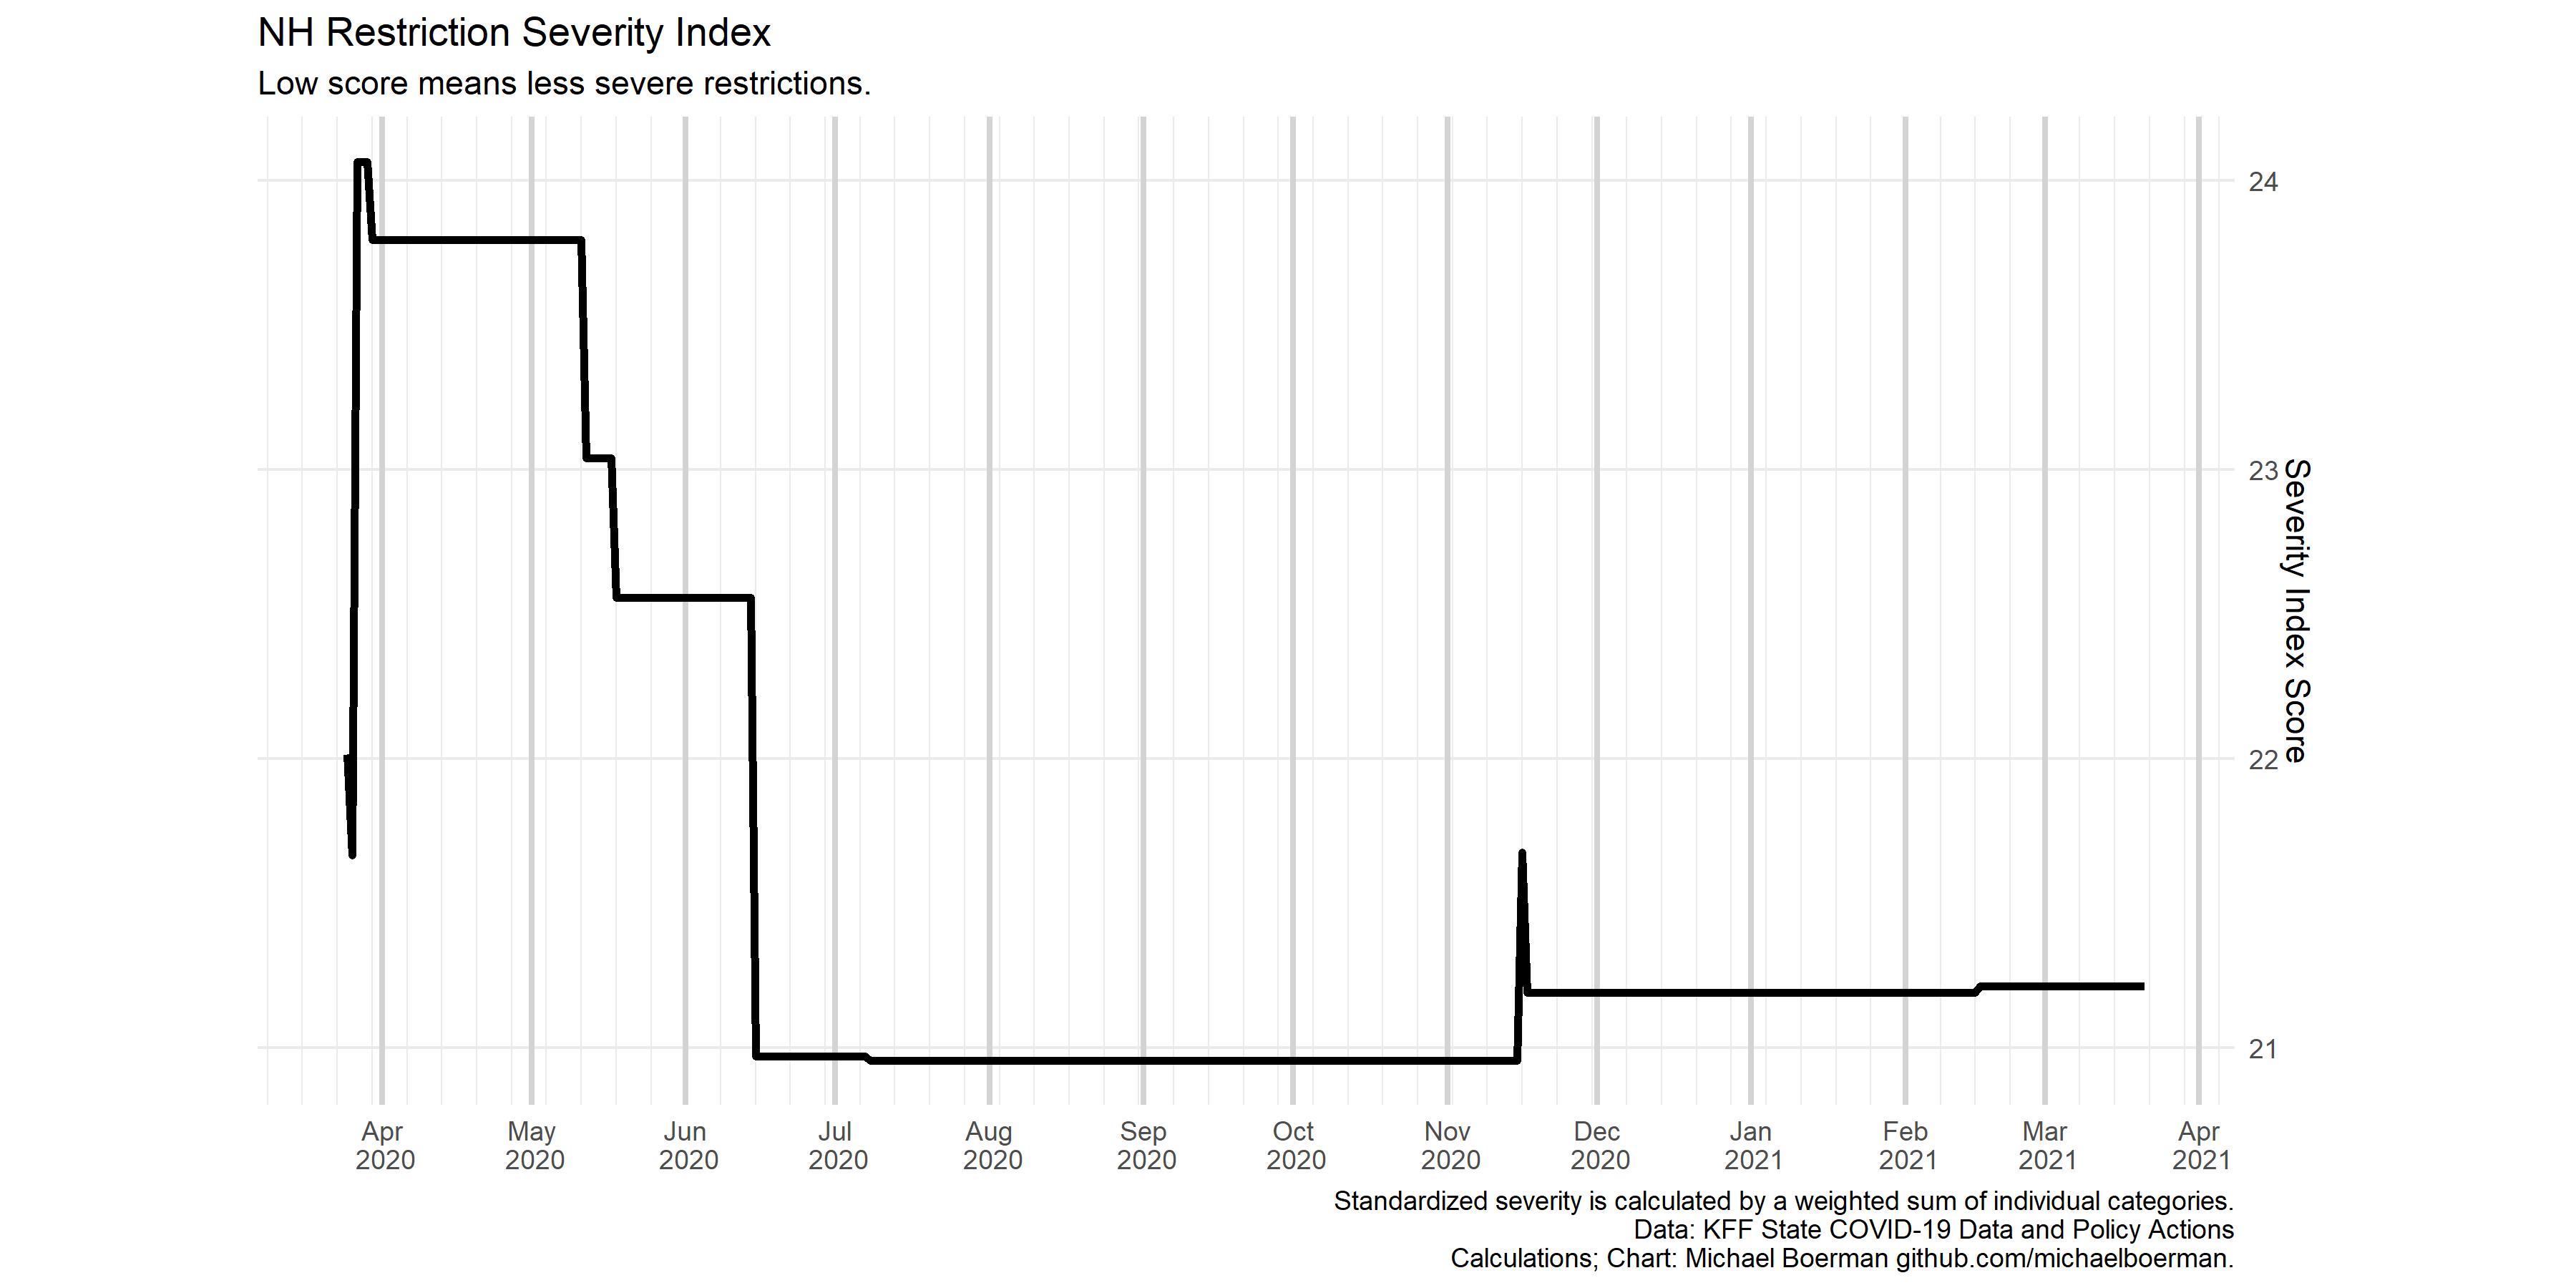 NH Restriction Severity Index
Low score means less severe restrictions.
24
23
22
21
Severity Index Score
Apr
2020
May
2020
Jun
2020
Jul
2020
Aug
2020
Sep
2020
Oct
2020
Nov
2020
Dec
2020
Jan
2021
Feb
2021
Mar
2021
Apr
2021
Standardized severity is calculated by a weighted sum of individual categories.
Data: KFF State COVID-19 Data and Policy Actions
Calculations; Chart: Michael Boerman github.com/michaelboerman.